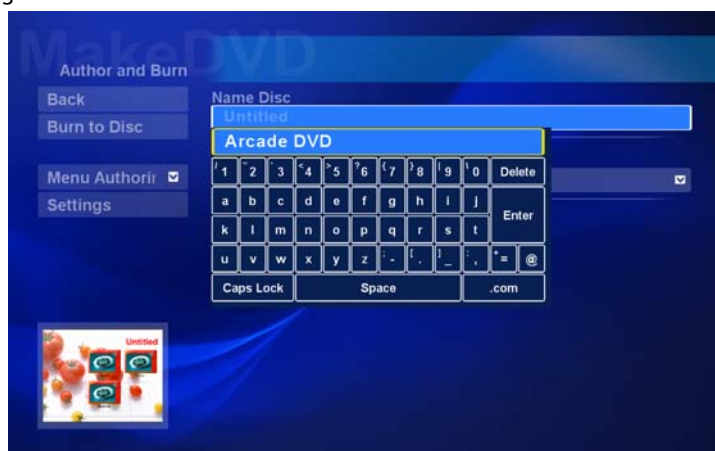 MakeDVD
Author and Burn
Back
Burn to Disc
Menu Authorin
Settings
Name Disc
Untitled
Arcade DVD
1 2 3 < 4 > 5 ? 6 { 7 } 8 | 9 \ 0 Delete
a b c d e f g h i j
Enter
k l m n o p q r s t
u v w x y z ; - [ . ] _ : , * = @
Caps Lock Space .com
Untitled